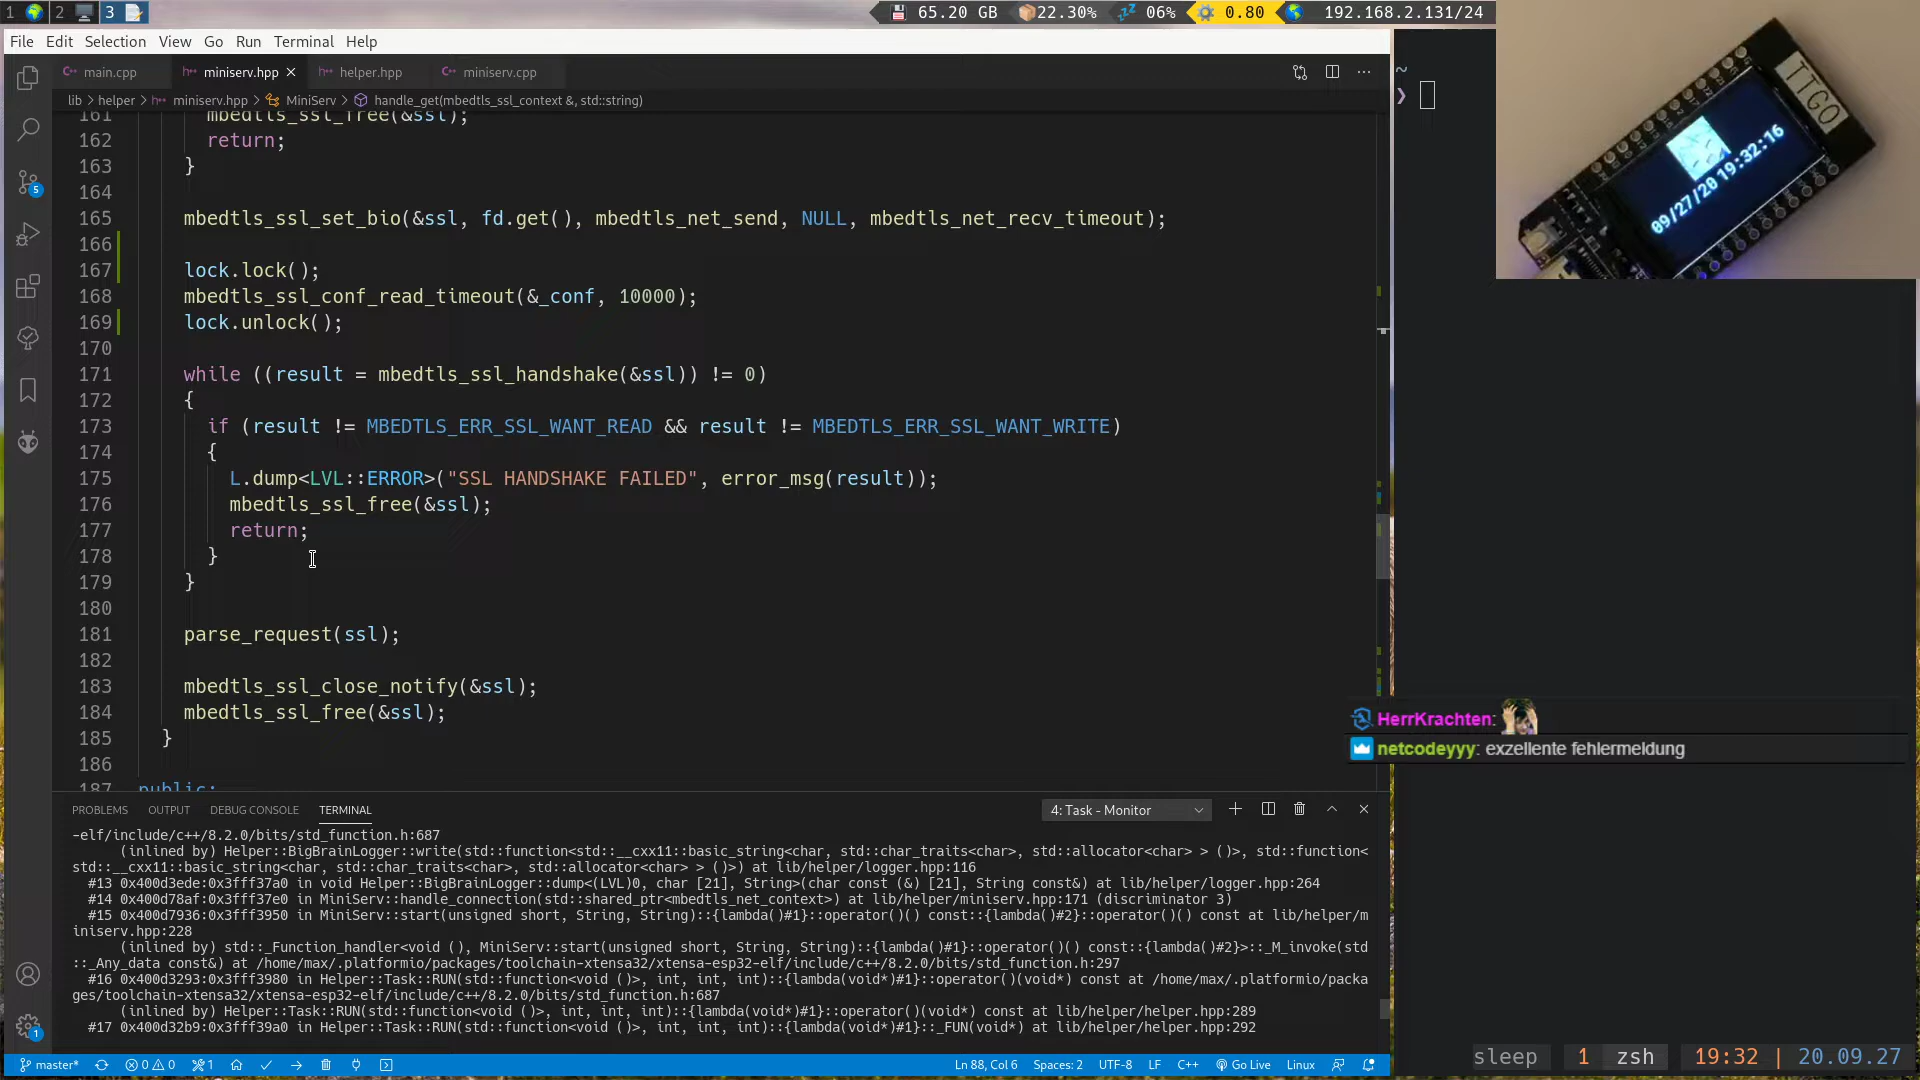 1 2 3 65.20 GB 22.30% 06% 0.80 192.168.2.131/24
File Edit Selection View Go Run Terminal Help
main.cpp miniserv.hpp helper.hpp miniserv.cpp
lib > helper > miniserv.hpp > MiniServ > handle_get(mbedtls_ssl_context &, std::string)
161 mbedtls_ssl_free(&ssl);
162 return;
163 }
164
165 mbedtls_ssl_set_bio(&ssl, fd.get(), mbedtls_net_send, NULL, mbedtls_net_recv_timeout);
166
167 lock.lock();
168 mbedtls_ssl_conf_read_timeout(&_conf, 10000);
169 lock.unlock();
170
171 while ((result = mbedtls_ssl_handshake(&ssl)) != 0)
172 {
173 if (result != MBEDTLS_ERR_SSL_WANT_READ && result != MBEDTLS_ERR_SSL_WANT_WRITE)
174 {
175 L.dump<LVL::ERROR>("SSL HANDSHAKE FAILED", error_msg(result));
176 mbedtls_ssl_free(&ssl);
177 return;
178 }
179 }
180
181 parse_request(ssl);
182
183 mbedtls_ssl_close_notify(&ssl);
184 mbedtls_ssl_free(&ssl);
185 }
186
187 public:
PROBLEMS OUTPUT DEBUG CONSOLE TERMINAL 4: Task - Monitor
-elf/include/c++/8.2.0/bits/std_function.h:687
(inlined by) Helper::BigBrainLogger::write(std::function<std::__cxx11::basic_string<char, std::char_traits<char>, std::allocator<char> > ()>, std::function<
std::__cxx11::basic_string<char, std::char_traits<char>, std::allocator<char> > ()>) at lib/helper/logger.hpp:116
#13 0x400d3ede:0x3fff37a0 in void Helper::BigBrainLogger::dump<(LVL)0, char [21], String>(char const (&) [21], String const&) at lib/helper/logger.hpp:264
#14 0x400d78af:0x3fff37e0 in MiniServ::handle_connection(std::shared_ptr<mbedtls_net_context>) at lib/helper/miniserv.hpp:171 (discriminator 3)
#15 0x400d7936:0x3fff3950 in MiniServ::start(unsigned short, String, String)::{lambda()#1}::operator()() const::{lambda()#2}::operator()() const at lib/helper/m
iniserv.hpp:228
(inlined by) std::_Function_handler<void (), MiniServ::start(unsigned short, String, String)::{lambda()#1}::operator()() const::{lambda()#2}>::_M_invoke(std
::_Any_data const&) at /home/max/.platformio/packages/toolchain-xtensa32/xtensa-esp32-elf/include/c++/8.2.0/bits/std_function.h:297
#16 0x400d3293:0x3fff3980 in Helper::Task::RUN(std::function<void ()>, int, int, int)::{lambda(void*)#1}::operator()(void*) const at /home/max/.platformio/packa
ges/toolchain-xtensa32/xtensa-esp32-elf/include/c++/8.2.0/bits/std_function.h:687
(inlined by) Helper::Task::RUN(std::function<void ()>, int, int, int)::{lambda(void*)#1}::operator()(void*) const at lib/helper/helper.hpp:289
#17 0x400d32b9:0x3fff39a0 in Helper::Task::RUN(std::function<void ()>, int, int, int)::{lambda(void*)#1}::_FUN(void*) at lib/helper/helper.hpp:292
master* 0 0 1 Ln 88, Col 6 Spaces: 2 UTF-8 LF C++ Go Live Linux
5
1
~
❯
TTGO
09/27/20 19:32:16
HerrKrachten:
netcodeyyy: exzellente fehlermeldung
sleep 1 zsh 19:32 | 20.09.27